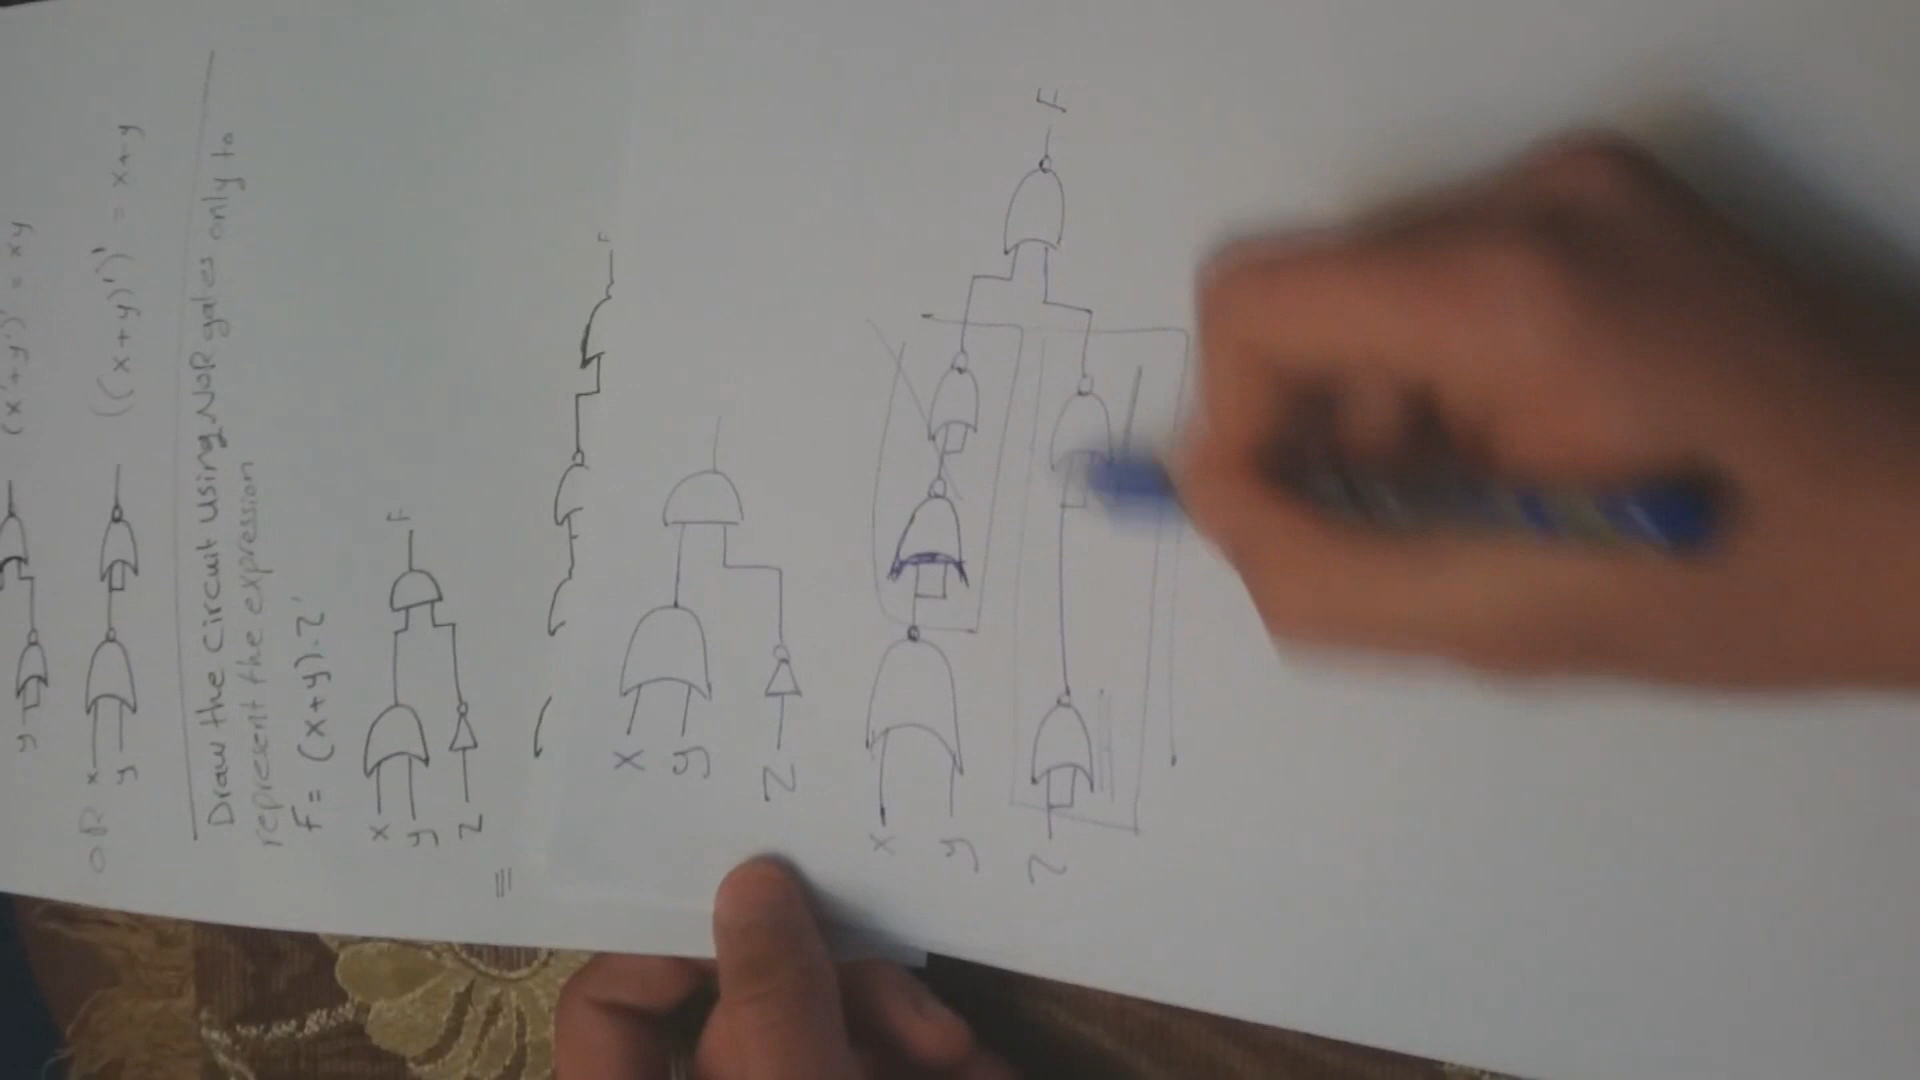 y (x'+y')' = xy
OR x
y ((x+y)')' = x+y
Draw the Circuit using NOR gates only to
represent the expression
F = (x+y).z'
x
y
z
F
≡
F
x
y
z
x
y
z
F